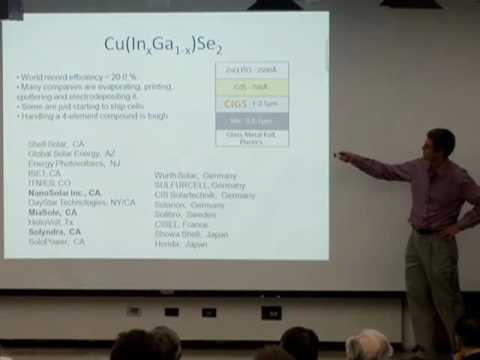 Cu(InxGa1-x)Se2
• World record efficiency = 20.0 %.
• Many companies are evaporating, printing,
sputtering and electrodepositing it.
• Some are just starting to ship cells
• Handling a 4-element compound is tough
ZnO, ITO - 2500Å
CdS - 700Å
CIGS 1-2.5µm
Mo - 0.5-1µm
Glass, Metal Foil,
Plastics
Shell Solar, CA
Global Solar Energy, AZ
Energy Photovoltaics, NJ
ISET, CA
ITN/ES, CO
NanoSolar Inc., CA
DayStar Technologies, NY/CA
MiaSole, CA
HelioVolt, Tx
Solyndra, CA
SoloPower, CA
Wurth Solar, Germany
SULFURCELL, Germany
CIS Solartechnik, Germany
Solarion, Germany
Solibro, Sweden
CISEL, France
Showa Shell, Japan
Honda, Japan